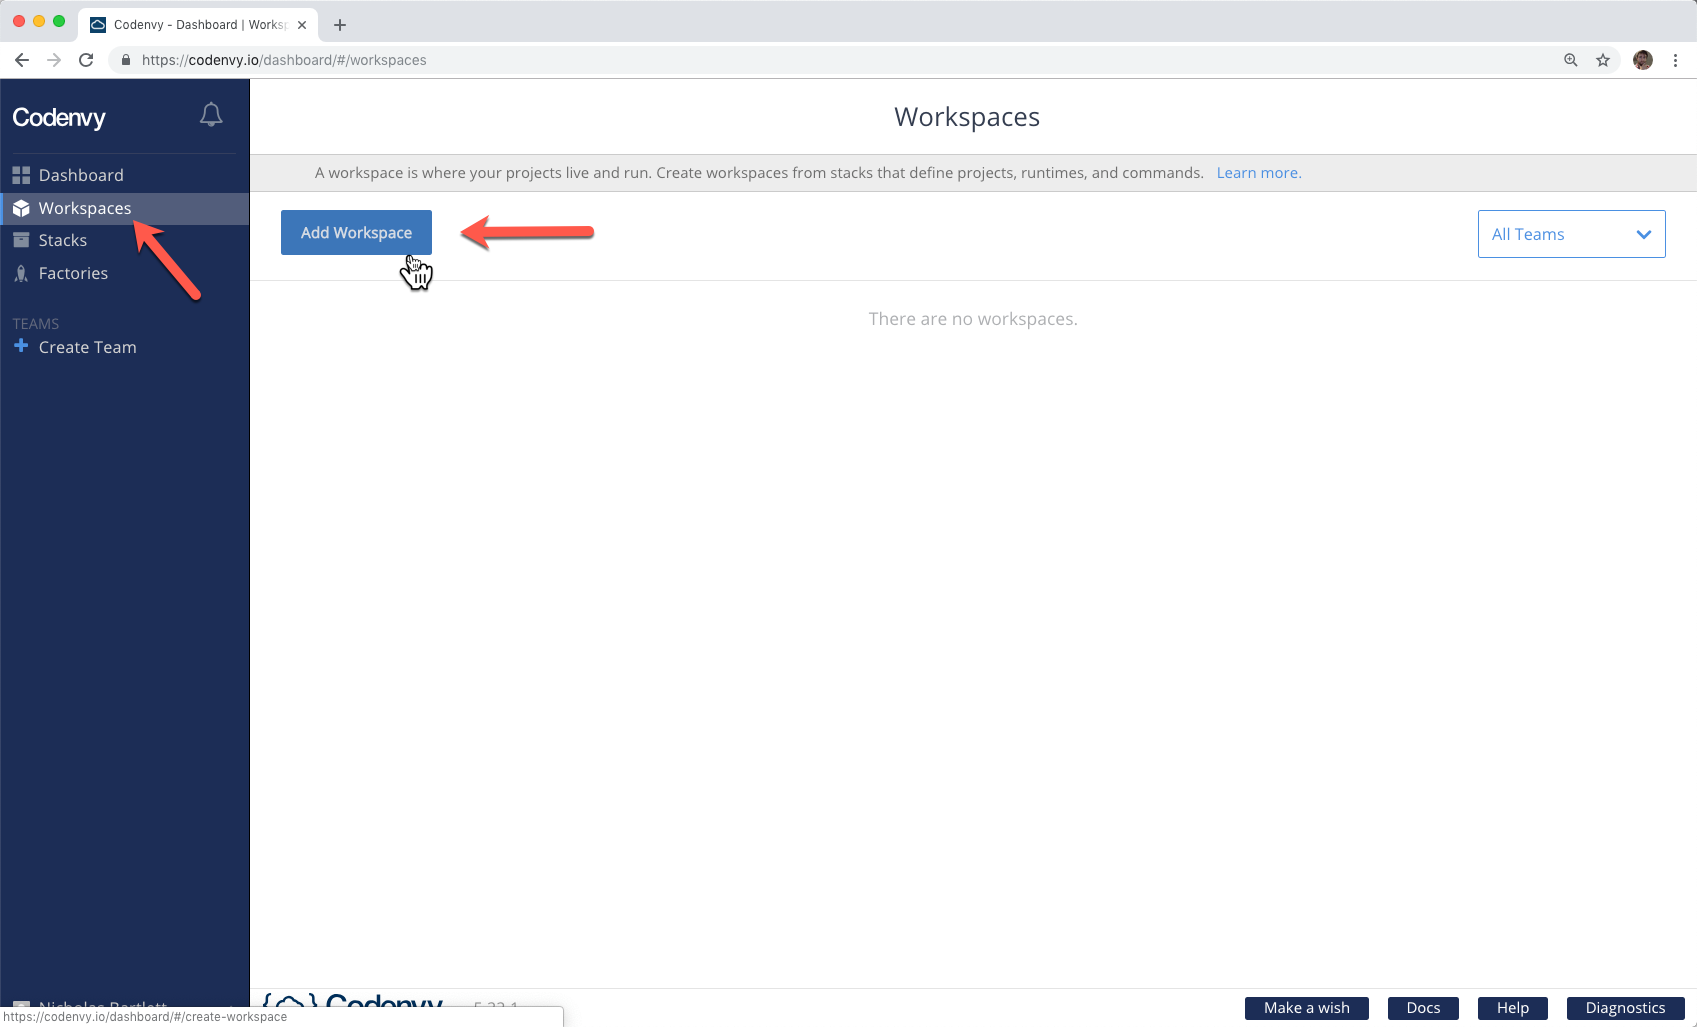 Codenvy - Dashboard | Worksp
https://codenvy.io/dashboard/#/workspaces
Codenvy
Workspaces
Dashboard
Workspaces
Stacks
Factories
TEAMS
Create Team
A workspace is where your projects live and run. Create workspaces from stacks that define projects, runtimes, and commands. Learn more.
Add Workspace
All Teams
There are no workspaces.
Nicholas Bartlett
Codenvy
Make a wish
Docs
Help
Diagnostics
https://codenvy.io/dashboard/#/create-workspace